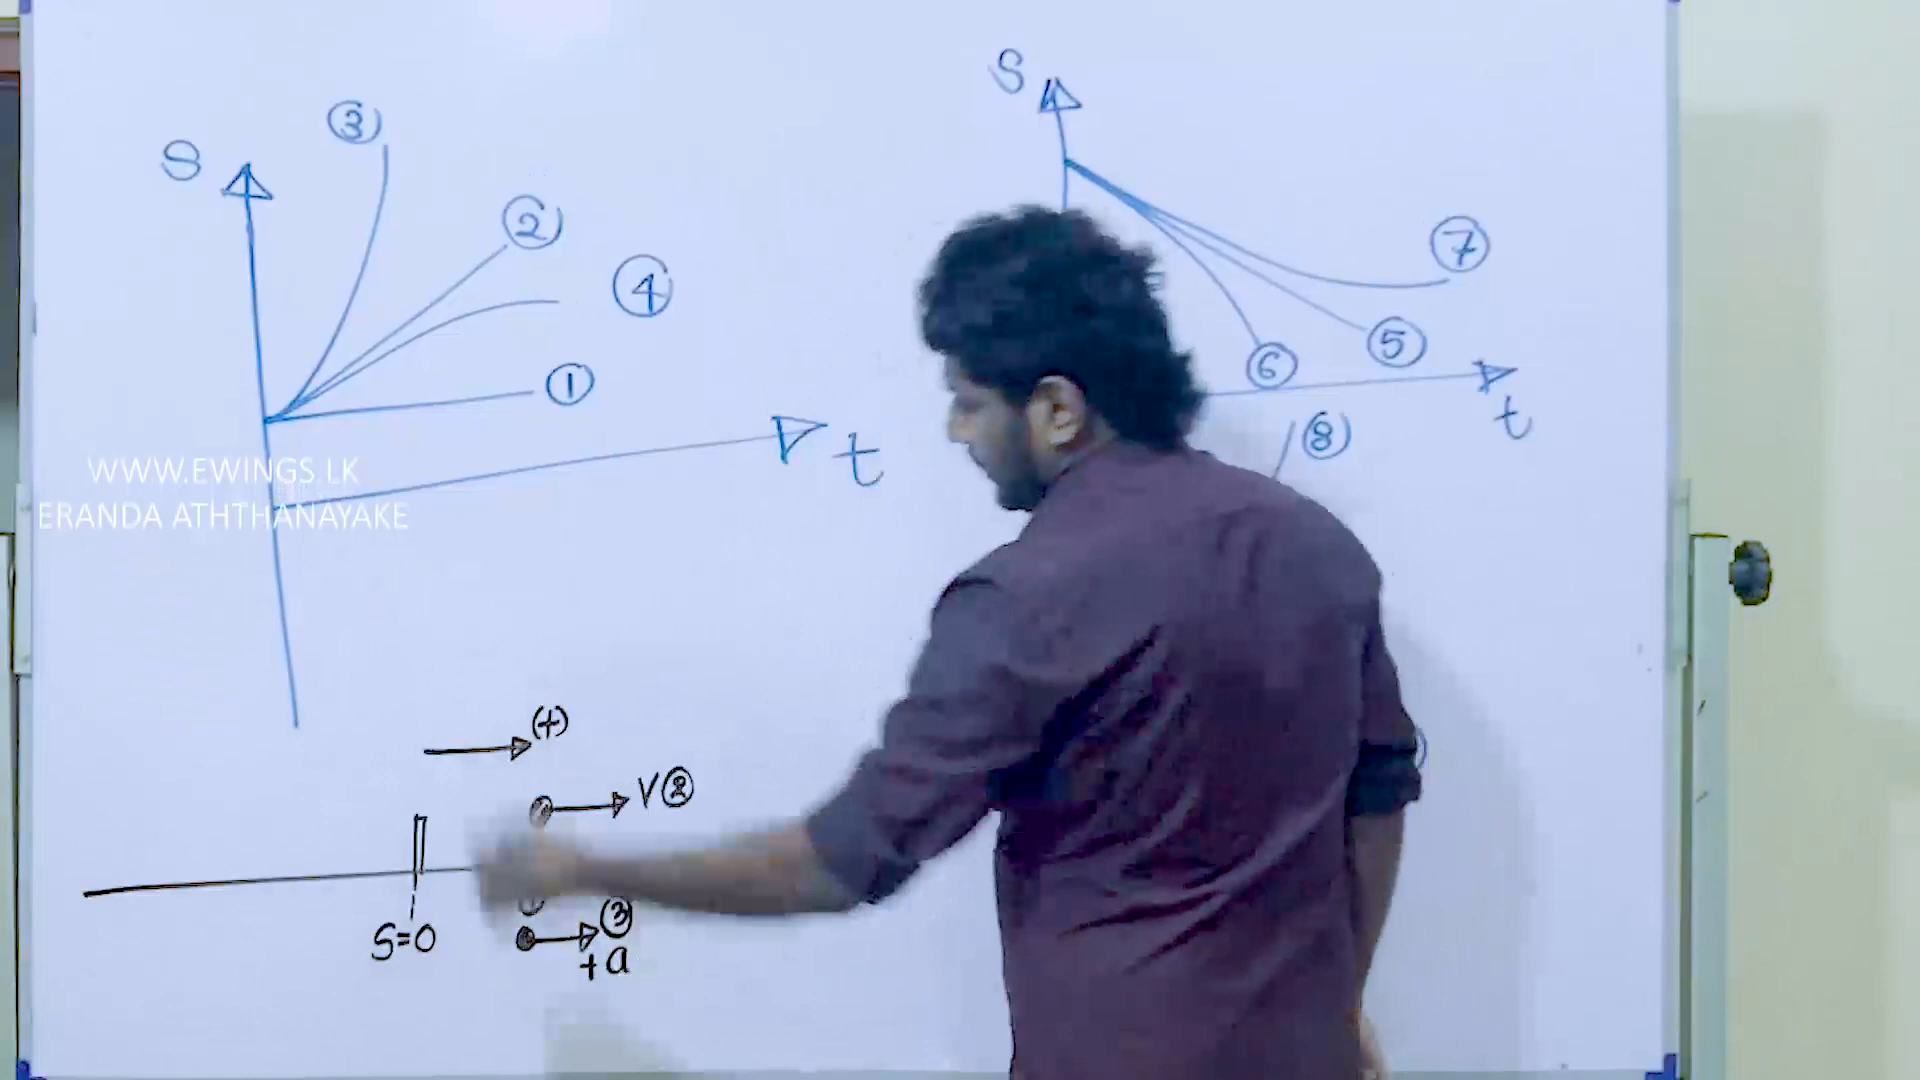 S
③
②
④
①
t
WWW.EWINGS.LK
ERANDA ATHTHANAYAKE
S
⑦
⑤
⑥
t
⑧
(+)
V②
③
+a
S=0